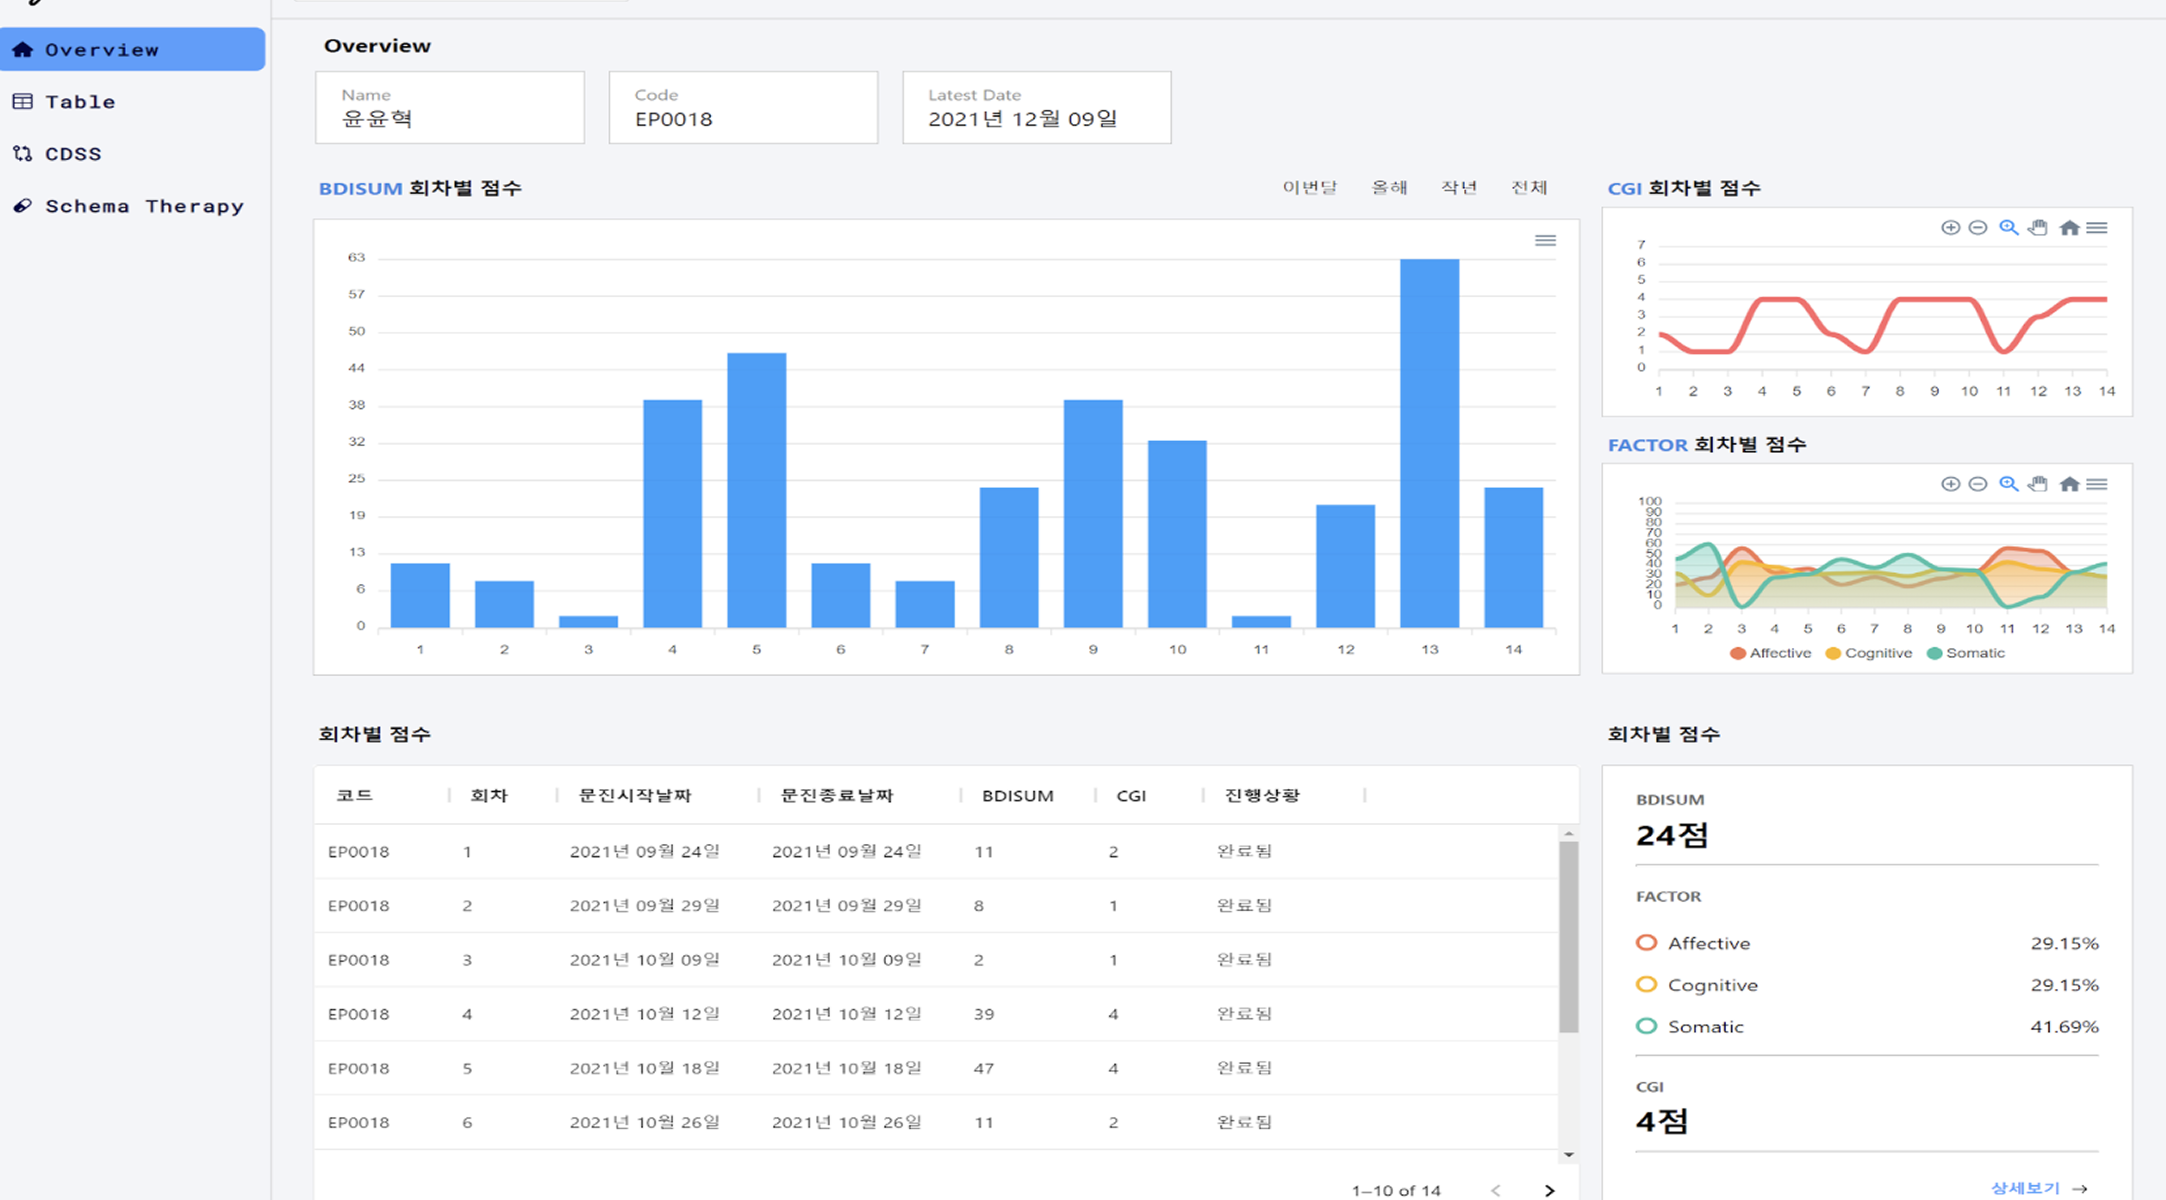 Overview
Table
CDSS
Schema Therapy
Overview
Name
윤윤혁
Code
EP0018
Latest Date
2021년 12월 09일
BDISUM 회차별 점수
이번달 올해 작년 전체
63
57
50
44
38
32
25
19
13
6
0
1 2 3 4 5 6 7 8 9 10 11 12 13 14
CGI 회차별 점수
7
6
5
4
3
2
1
0
1 2 3 4 5 6 7 8 9 10 11 12 13 14
FACTOR 회차별 점수
100
90
80
70
60
50
40
30
20
10
0
1 2 3 4 5 6 7 8 9 10 11 12 13 14
Affective Cognitive Somatic
회차별 점수
코드 회차 문진시작날짜 문진종료날짜 BDISUM CGI 진행상황
EP0018 1 2021년 09월 24일 2021년 09월 24일 11 2 완료됨
EP0018 2 2021년 09월 29일 2021년 09월 29일 8 1 완료됨
EP0018 3 2021년 10월 09일 2021년 10월 09일 2 1 완료됨
EP0018 4 2021년 10월 12일 2021년 10월 12일 39 4 완료됨
EP0018 5 2021년 10월 18일 2021년 10월 18일 47 4 완료됨
EP0018 6 2021년 10월 26일 2021년 10월 26일 11 2 완료됨
1–10 of 14
회차별 점수
BDISUM
24점
FACTOR
Affective 29.15%
Cognitive 29.15%
Somatic 41.69%
CGI
4점
상세보기 →